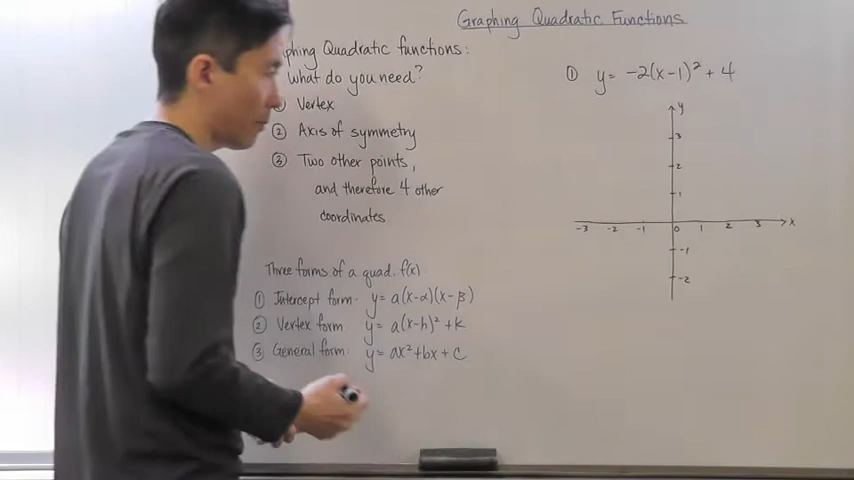 Graphing Quadratic Functions
phing Quadratic functions:
what do you need?
① Vertex
② Axis of symmetry
③ Two other points,
and therefore 4 other
coordinates
Three forms of a quad. f(x)
① Intercept form: y = a(x-α)(x-β)
② Vertex form y = a(x-h)² + k
③ General form: y = ax² + bx + c
① y = -2(x-1)² + 4
y
3
2
1
-3 -2 -1 0 1 2 3 x
-1
-2